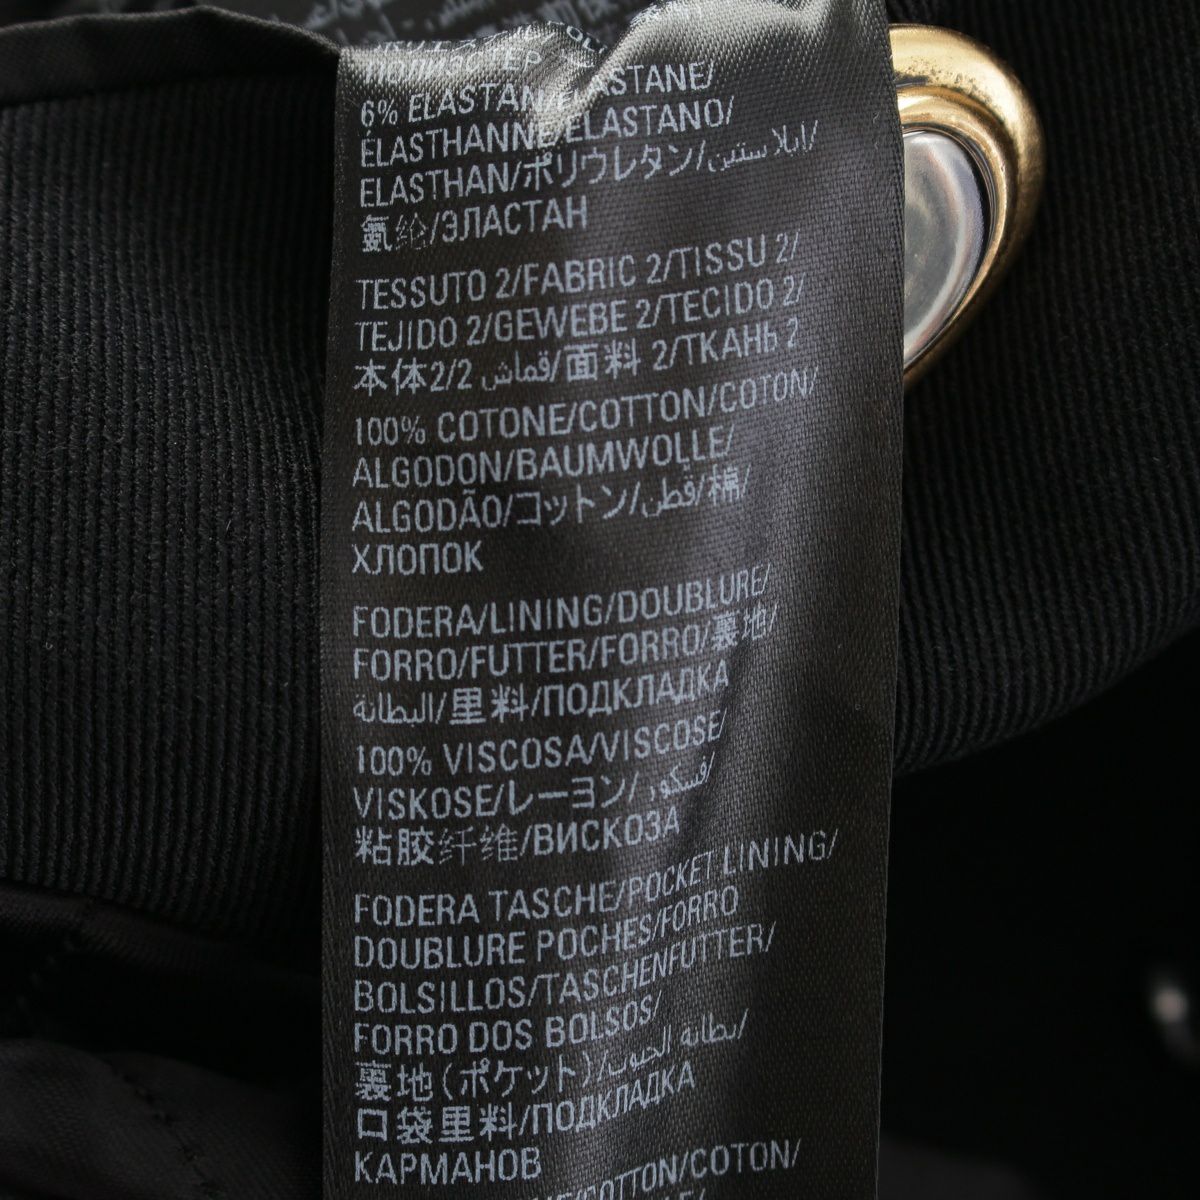 ПОЛИЭСТЕР
6% ELASTAN/ELASTANE/
ÉLASTHANNE/ELASTANO/
ELASTHAN/ポリウレタン/إيلاستين/
氨纶/ЭЛАСТАН
TESSUTO 2/FABRIC 2/TISSU 2/
TEJIDO 2/GEWEBE 2/TECIDO 2/
本体2/2 قماش/面料 2/ТКАНЬ 2
100% COTONE/COTTON/COTON/
ALGODON/BAUMWOLLE/
ALGODÃO/コットン/قطن/棉/
ХЛОПОК
FODERA/LINING/DOUBLURE/
FORRO/FUTTER/FORRO/裏地/
البطانة/里料/ПОДКЛАДКА
100% VISCOSA/VISCOSE/
VISKOSE/レーヨン/فسكوز/
粘胶纤维/ВИСКОЗА
FODERA TASCHE/POCKET LINING/
DOUBLURE POCHES/FORRO
BOLSILLOS/TASCHENFUTTER/
FORRO DOS BOLSOS/
裏地(ポケット)/بطانة الجيوب/
口袋里料/ПОДКЛАДКА
КАРМАНОВ
COTTON/COTON/